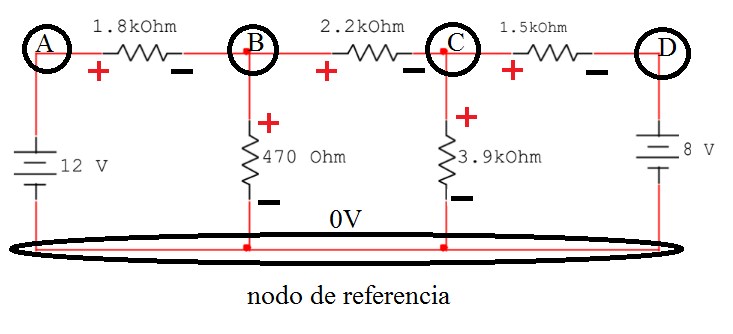 1.8kOhm 2.2kOhm 1.5kOhm
A B C D
+ − + − + −
+ +
470 Ohm 3.9kOhm 8 V
12 V
− −
0V
nodo de referencia